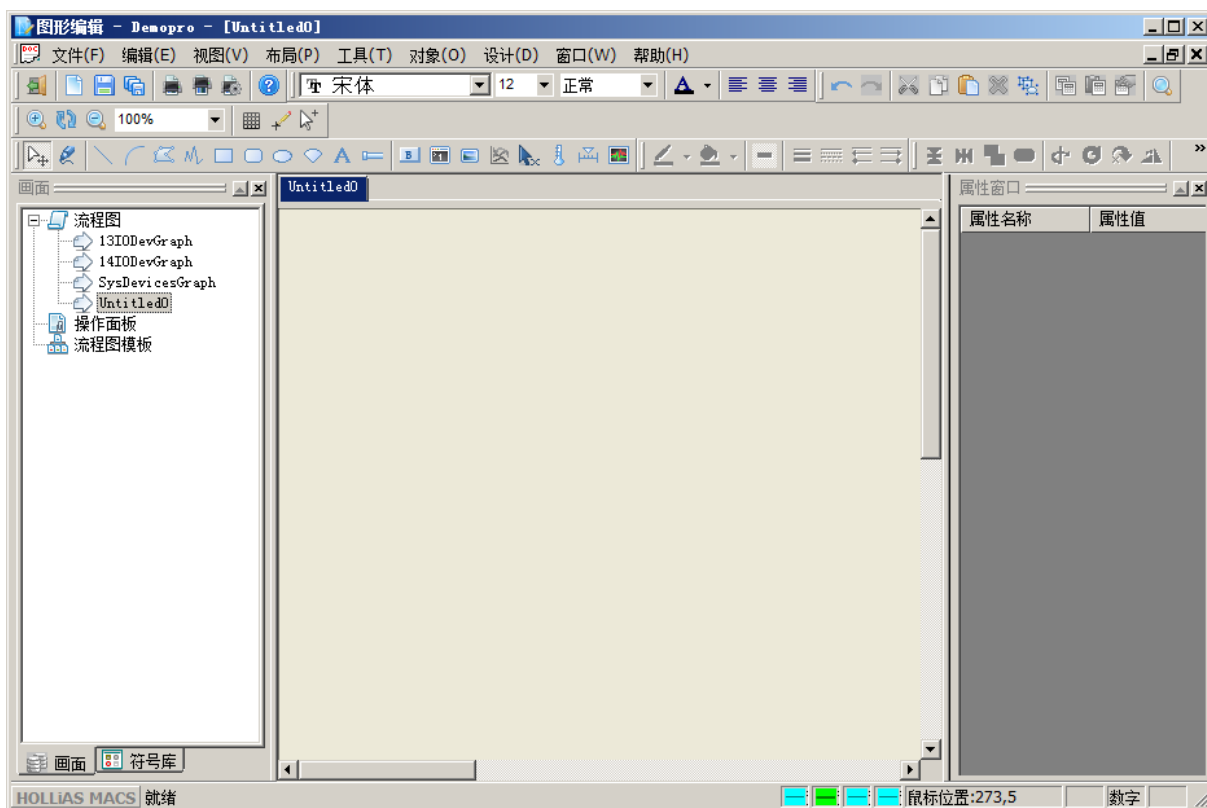 图形编辑 - Demopro - [Untitled0]
文件(F) 编辑(E) 视图(V) 布局(P) 工具(T) 对象(O) 设计(D) 窗口(W) 帮助(H)
宋体 12 正常
100%
画面
Untitled0
属性窗口
流程图
13IODevGraph
14IODevGraph
SysDevicesGraph
Untitled0
操作面板
流程图模板
属性名称 属性值
画面 符号库
HOLLiAS MACS 就绪 鼠标位置:273,5 数字